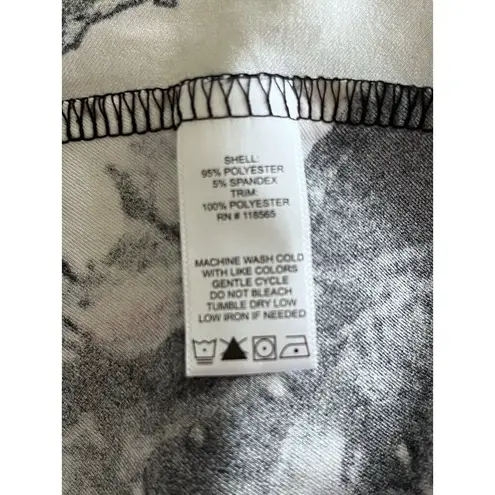 SHELL:
95% POLYESTER
5% SPANDEX
TRIM:
100% POLYESTER
RN # 118565
MACHINE WASH COLD
WITH LIKE COLORS
GENTLE CYCLE
DO NOT BLEACH
TUMBLE DRY LOW
LOW IRON IF NEEDED